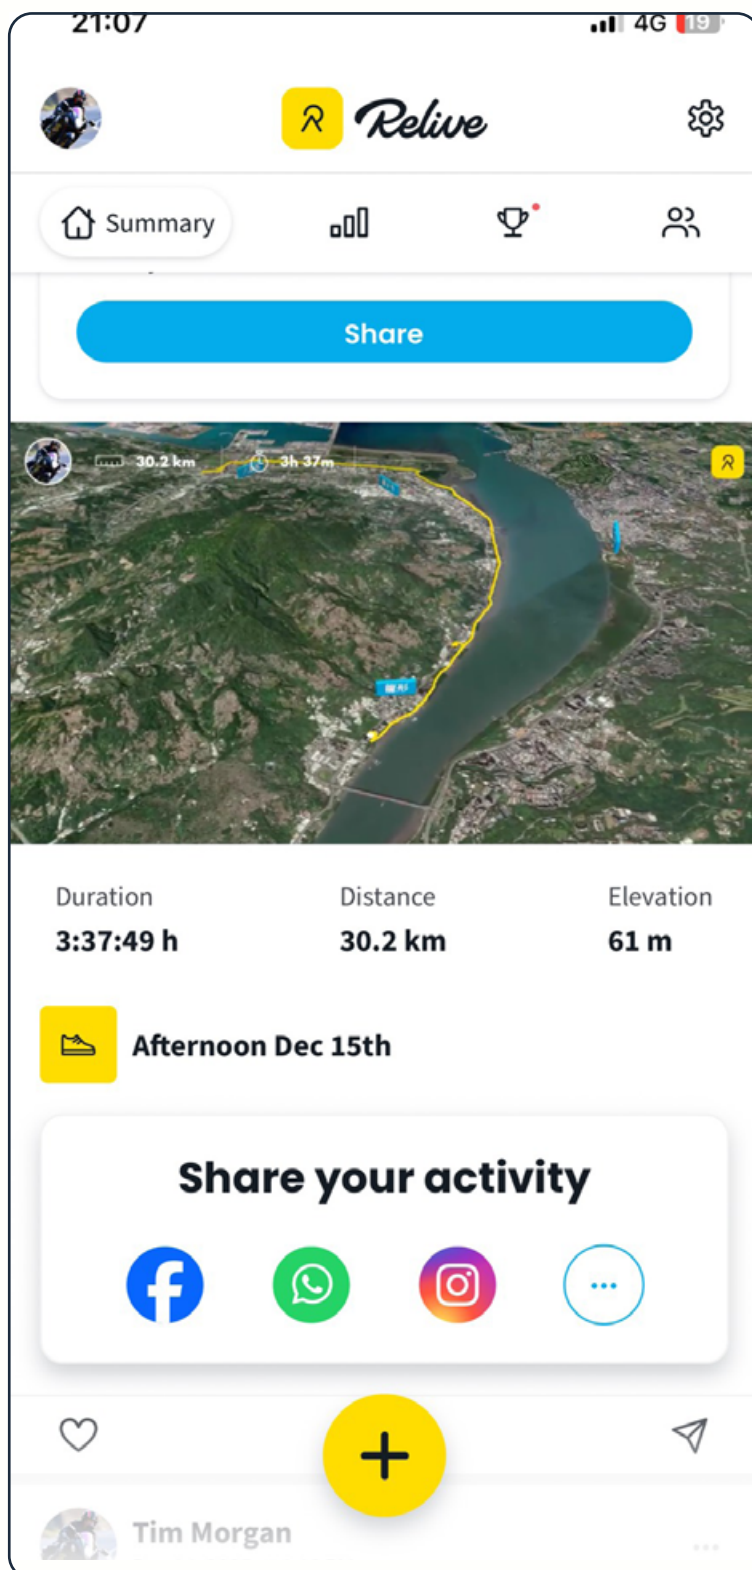 21:07 4G 19
Relive
Summary
Share
30.2 km 3h 37m
Duration Distance Elevation
3:37:49 h 30.2 km 61 m
Afternoon Dec 15th
Share your activity
Tim Morgan